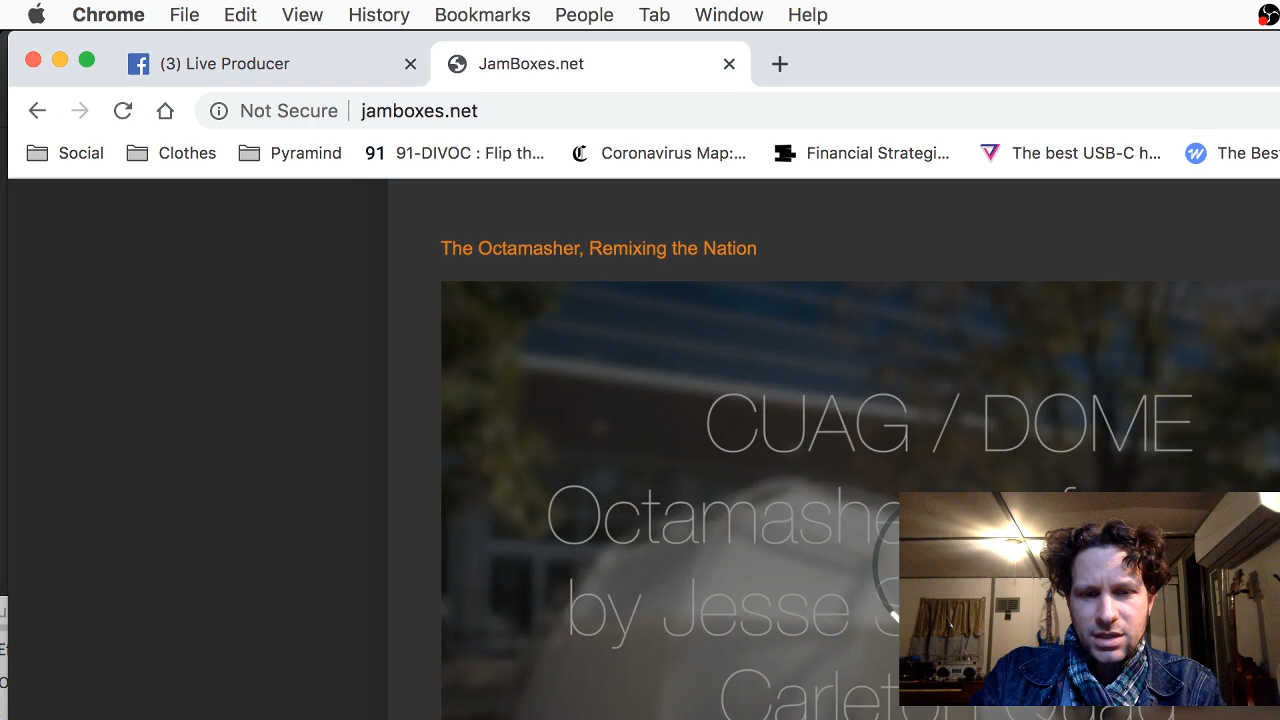 Chrome File Edit View History Bookmarks People Tab Window Help
(3) Live Producer JamBoxes.net
Not Secure jamboxes.net
Social Clothes Pyramind 91 91-DIVOC : Flip th... Coronavirus Map:... Financial Strategi... The best USB-C h... The Bes
The Octamasher, Remixing the Nation
CUAG / DOME
Octamashe
by Jesse S
Carleton